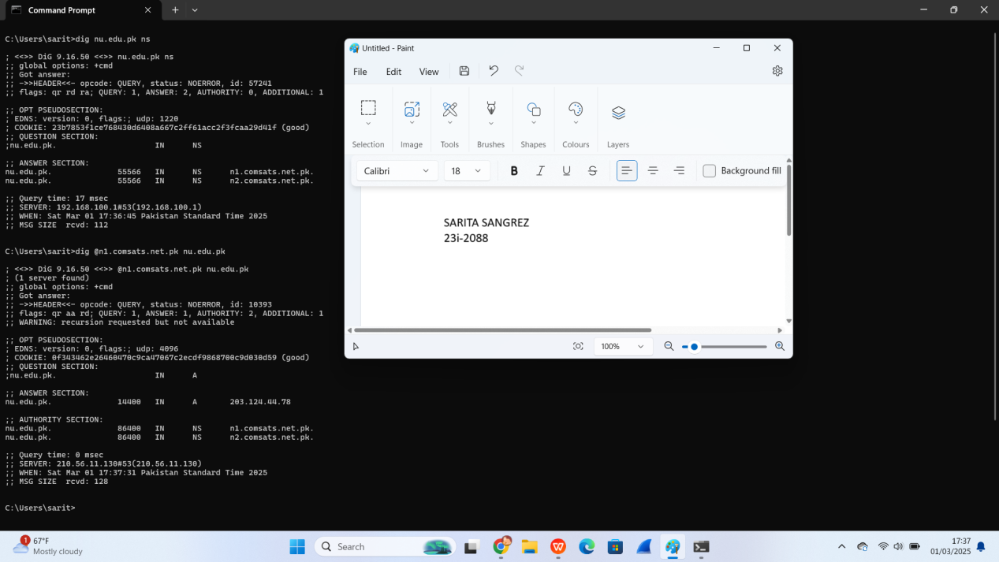 Command Prompt
C:\Users\sarit>dig nu.edu.pk ns
; <<>> DiG 9.16.50 <<>> nu.edu.pk ns
;; global options: +cmd
;; Got answer:
;; ->>HEADER<<- opcode: QUERY, status: NOERROR, id: 57241
;; flags: qr rd ra; QUERY: 1, ANSWER: 2, AUTHORITY: 0, ADDITIONAL: 1
;; OPT PSEUDOSECTION:
; EDNS: version: 0, flags:; udp: 1220
; COOKIE: 23b7853f1ce768430d6408a667c2ff61acc2f3fcaa29d41f (good)
;; QUESTION SECTION:
;nu.edu.pk. IN NS
;; ANSWER SECTION:
nu.edu.pk. 55566 IN NS n1.comsats.net.pk.
nu.edu.pk. 55566 IN NS n2.comsats.net.pk.
;; Query time: 17 msec
;; SERVER: 192.168.100.1#53(192.168.100.1)
;; WHEN: Sat Mar 01 17:36:45 Pakistan Standard Time 2025
;; MSG SIZE rcvd: 112
C:\Users\sarit>dig @n1.comsats.net.pk nu.edu.pk
; <<>> DiG 9.16.50 <<>> @n1.comsats.net.pk nu.edu.pk
; (1 server found)
;; global options: +cmd
;; Got answer:
;; ->>HEADER<<- opcode: QUERY, status: NOERROR, id: 10393
;; flags: qr aa rd; QUERY: 1, ANSWER: 1, AUTHORITY: 2, ADDITIONAL: 1
;; WARNING: recursion requested but not available
;; OPT PSEUDOSECTION:
; EDNS: version: 0, flags:; udp: 4096
; COOKIE: 0f343462e26460470c9ca47067c2ecdf9868700c9d030d59 (good)
;; QUESTION SECTION:
;nu.edu.pk. IN A
;; ANSWER SECTION:
nu.edu.pk. 14400 IN A 203.124.44.78
;; AUTHORITY SECTION:
nu.edu.pk. 86400 IN NS n1.comsats.net.pk.
nu.edu.pk. 86400 IN NS n2.comsats.net.pk.
;; Query time: 0 msec
;; SERVER: 210.56.11.130#53(210.56.11.130)
;; WHEN: Sat Mar 01 17:37:31 Pakistan Standard Time 2025
;; MSG SIZE rcvd: 128
C:\Users\sarit>
Untitled - Paint
File Edit View
Selection Image Tools Brushes Shapes Colours Layers
Calibri 18 B I U S Background fill
SARITA SANGREZ
23i-2088
100%
1
67°F
Mostly cloudy
Search
W
17:37
01/03/2025